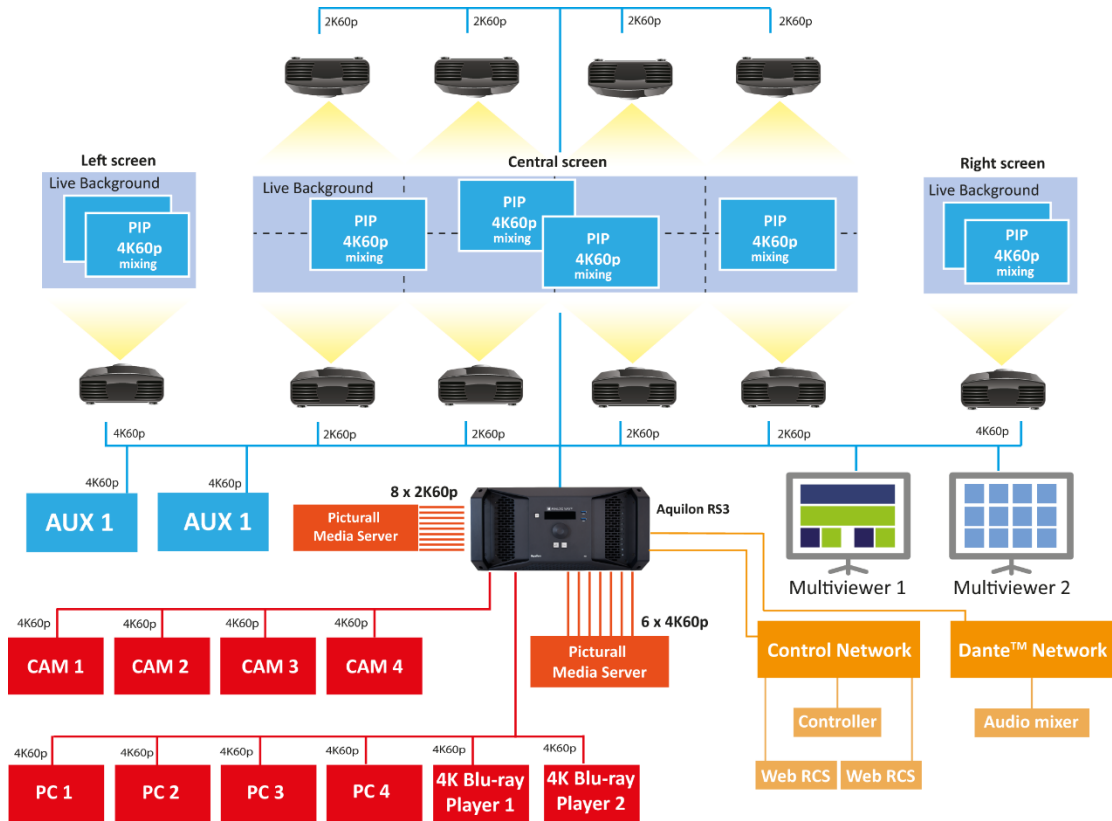 2K60p
2K60p
2K60p
2K60p
Left screen
Central screen
Right screen
Live Background
PIP
4K60p
mixing
Live Background
PIP
4K60p
mixing
PIP
4K60p
mixing
PIP
4K60p
mixing
PIP
4K60p
mixing
Live Background
PIP
4K60p
mixing
4K60p
2K60p
2K60p
2K60p
2K60p
4K60p
4K60p
4K60p
AUX 1
AUX 1
8 x 2K60p
Picturall
Media Server
Aquilon RS3
Multiviewer 1
Multiviewer 2
4K60p
4K60p
4K60p
4K60p
CAM 1
CAM 2
CAM 3
CAM 4
6 x 4K60p
Picturall
Media Server
Control Network
Dante™ Network
Controller
Audio mixer
Web RCS
Web RCS
4K60p
4K60p
4K60p
4K60p
4K60p
4K60p
PC 1
PC 2
PC 3
PC 4
4K Blu-ray
Player 1
4K Blu-ray
Player 2